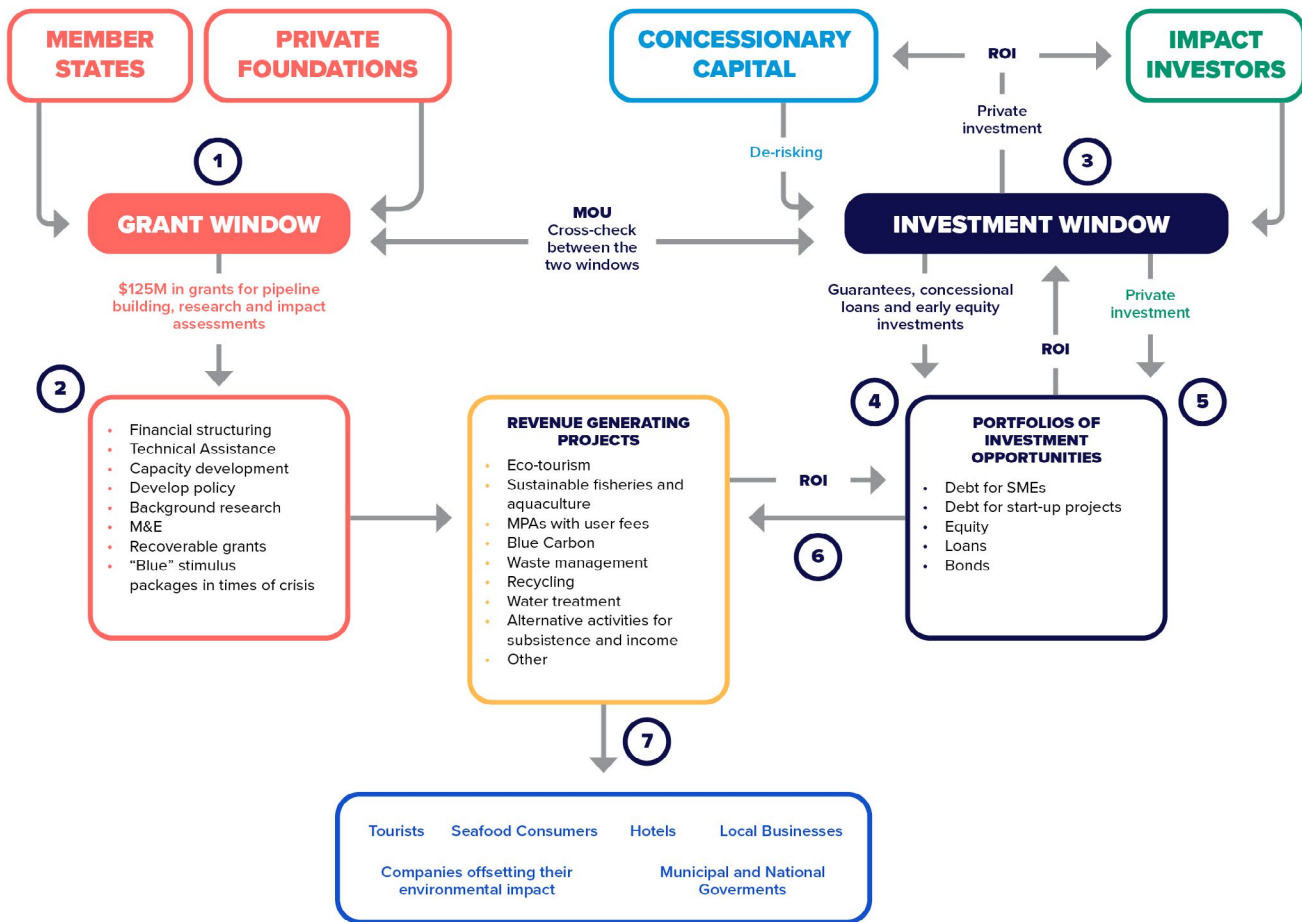 MEMBER
STATES
PRIVATE
FOUNDATIONS
CONCESSIONARY
CAPITAL
ROI
IMPACT
INVESTORS
Private
investment
De-risking
1
3
GRANT WINDOW
MOU
Cross-check
between the
two windows
INVESTMENT WINDOW
$125M in grants for pipeline
building, research and impact
assessments
Guarantees, concessional
loans and early equity
investments
Private
investment
ROI
2
• Financial structuring
• Technical Assistance
• Capacity development
• Develop policy
• Background research
• M&E
• Recoverable grants
• “Blue” stimulus
packages in times of crisis
REVENUE GENERATING
PROJECTS
• Eco-tourism
• Sustainable fisheries and
aquaculture
• MPAs with user fees
• Blue Carbon
• Waste management
• Recycling
• Water treatment
• Alternative activities for
subsistence and income
• Other
ROI
6
4
5
PORTFOLIOS OF
INVESTMENT
OPPORTUNITIES
• Debt for SMEs
• Debt for start-up projects
• Equity
• Loans
• Bonds
7
Tourists Seafood Consumers Hotels Local Businesses
Companies offsetting their
environmental impact
Municipal and National
Goverments